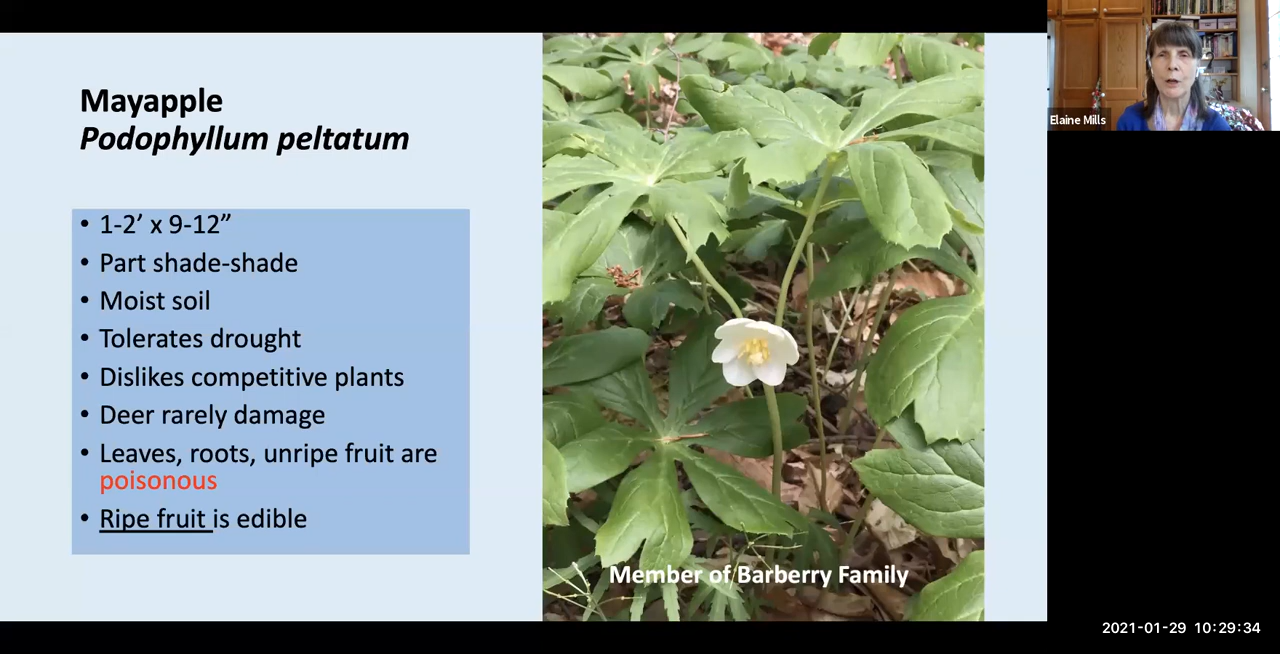 Mayapple
Podophyllum peltatum
• 1-2’ x 9-12”
• Part shade-shade
• Moist soil
• Tolerates drought
• Dislikes competitive plants
• Deer rarely damage
• Leaves, roots, unripe fruit are
poisonous
• Ripe fruit is edible
Member of Barberry Family
Elaine Mills
2021-01-29 10:29:34